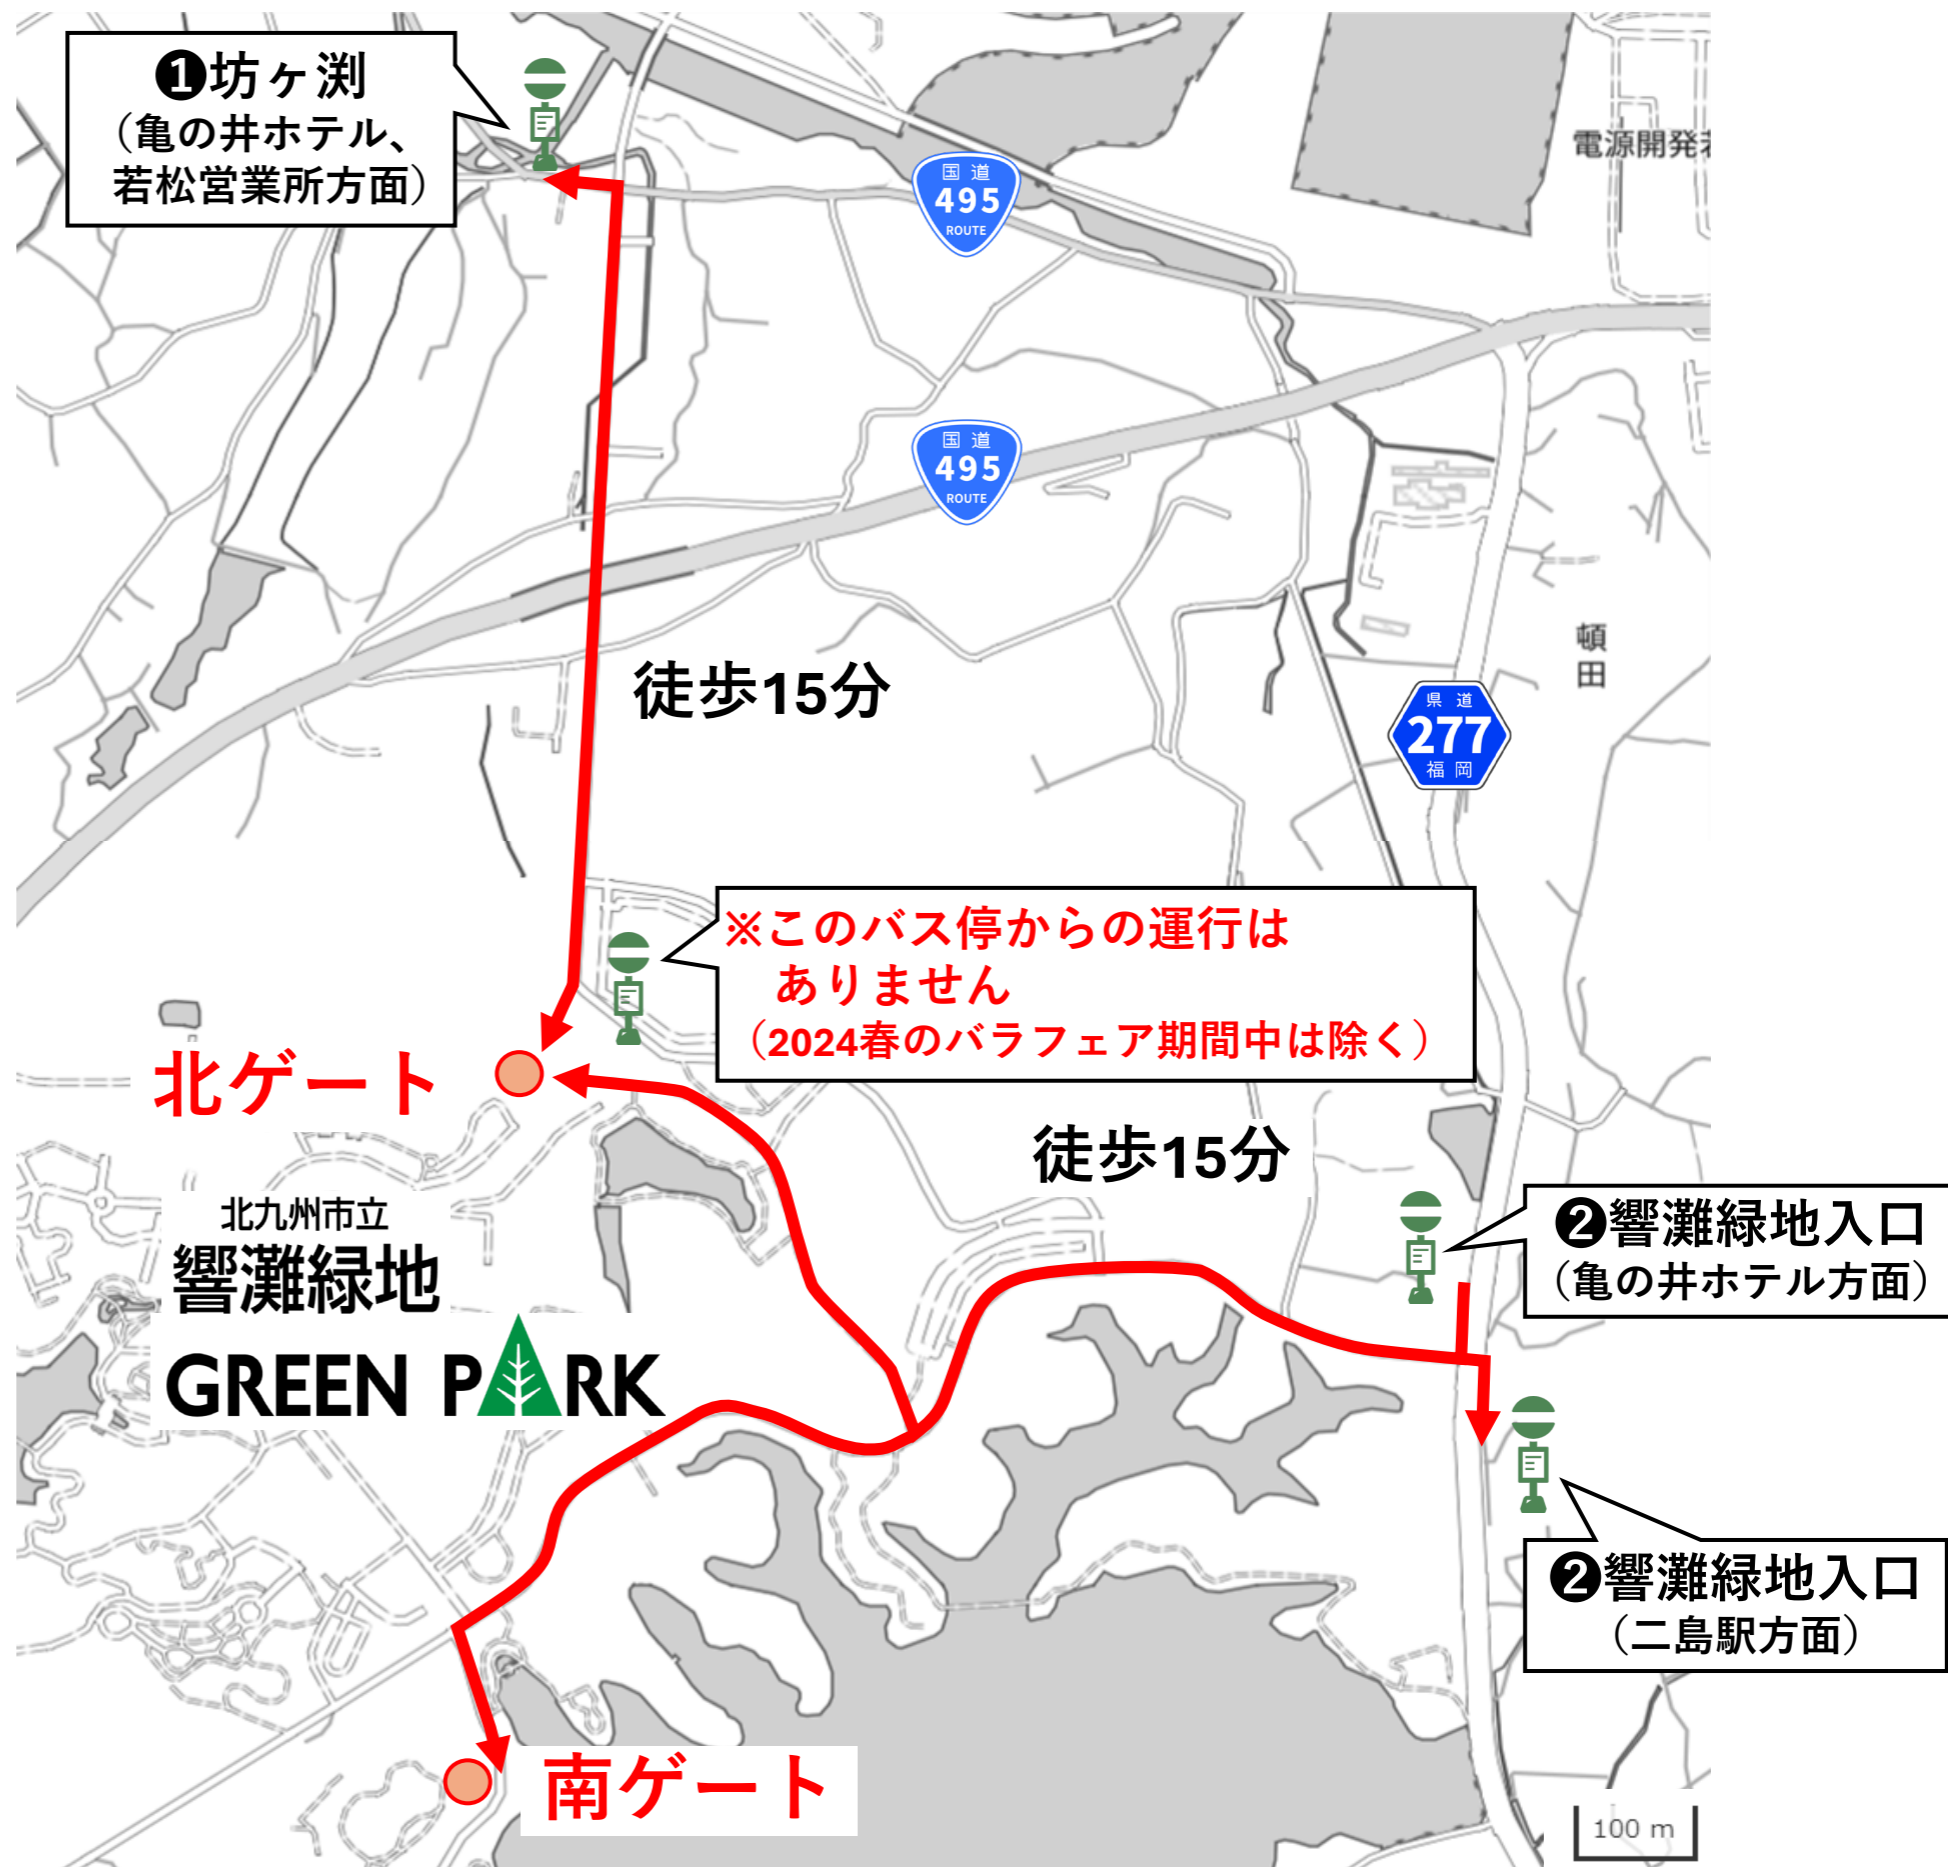 ❶坊ヶ渕
（亀の井ホテル、
若松営業所方面）
国道
495
ROUTE
電源開発
国道
495
ROUTE
頓田
徒歩15分
県道
277
福岡
※このバス停からの運行は
ありません
（2024春のバラフェア期間中は除く）
北ゲート
徒歩15分
北九州市立
響灘緑地
GREEN PARK
❷響灘緑地入口
（亀の井ホテル方面）
❷響灘緑地入口
（二島駅方面）
南ゲート
100 m